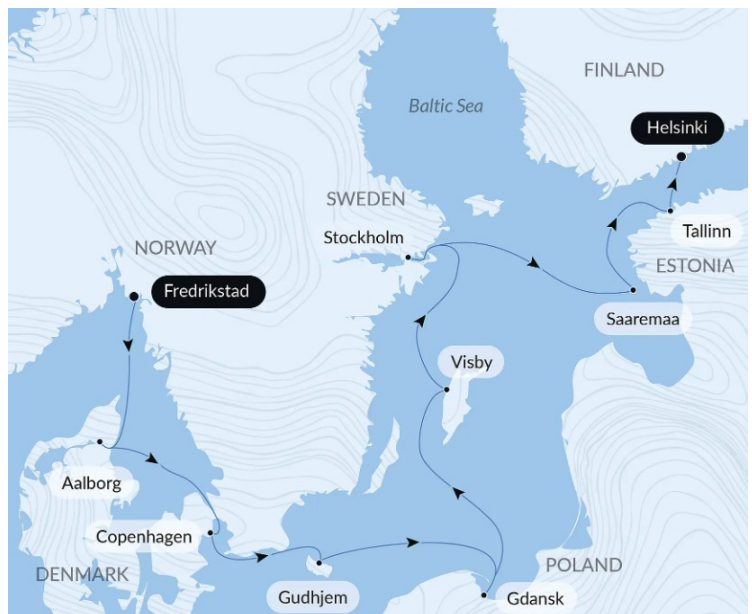 FINLAND
Baltic Sea
Helsinki
SWEDEN
Stockholm
Tallinn
NORWAY
ESTONIA
Fredrikstad
Saaremaa
Visby
Aalborg
Copenhagen
POLAND
DENMARK
Gudhjem
Gdansk